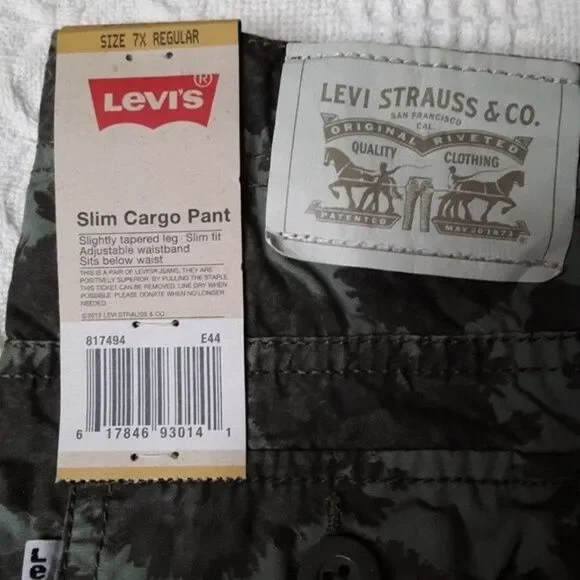 SIZE 7X REGULAR
LEVI'S ®
Slim Cargo Pant
Slightly tapered leg · Slim fit
Adjustable waistband
Sits below waist
THIS IS A PAIR OF LEVI'S® JEANS. THEY ARE
POSITIVELY SUPERIOR. BY PULLING THE STAPLE
THIS TICKET CAN BE REMOVED. LINE DRY WHEN
POSSIBLE. PLEASE DONATE WHEN NO LONGER
NEEDED.
©2012 LEVI STRAUSS & CO.
817494 E44
6 17846 93014 1
LEVI STRAUSS & CO.
SAN FRANCISCO
CAL.
ORIGINAL RIVETED
QUALITY CLOTHING
PATENTED MAY 20 1873 ®
Le